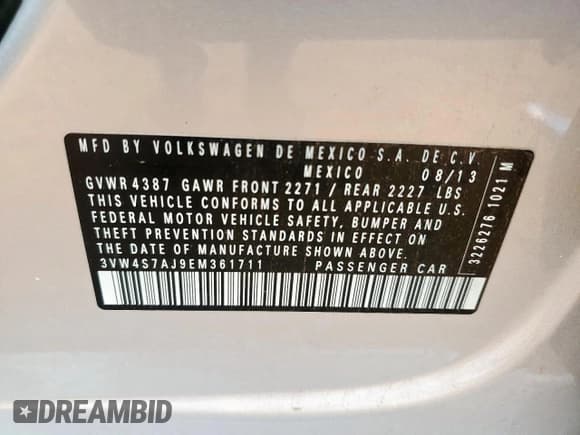 MFD BY VOLKSWAGEN DE MEXICO S.A. DE C.V.
MEXICO 08/13
GVWR 4387 GAWR FRONT 2271 / REAR 2227 LBS
THIS VEHICLE CONFORMS TO ALL APPLICABLE U.S.
FEDERAL MOTOR VEHICLE SAFETY, BUMPER AND
THEFT PREVENTION STANDARDS IN EFFECT ON
THE DATE OF MANUFACTURE SHOWN ABOVE.
3VW4S7AJ9EM361711 PASSENGER CAR
3226276 1021 M
DREAMBID